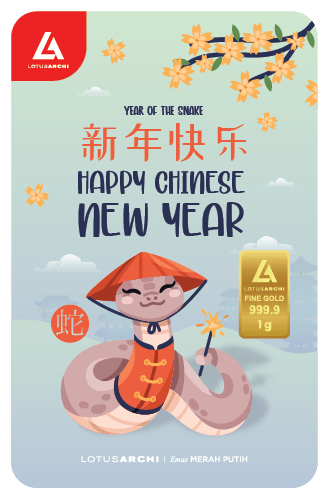 LOTUSARCHI
YEAR OF THE SNAKE
新年快乐
HAPPY CHINESE
NEW YEAR
LOTUSARCHI
FINE GOLD
999.9
1g
蛇
LOTUSARCHI | Emas MERAH PUTIH